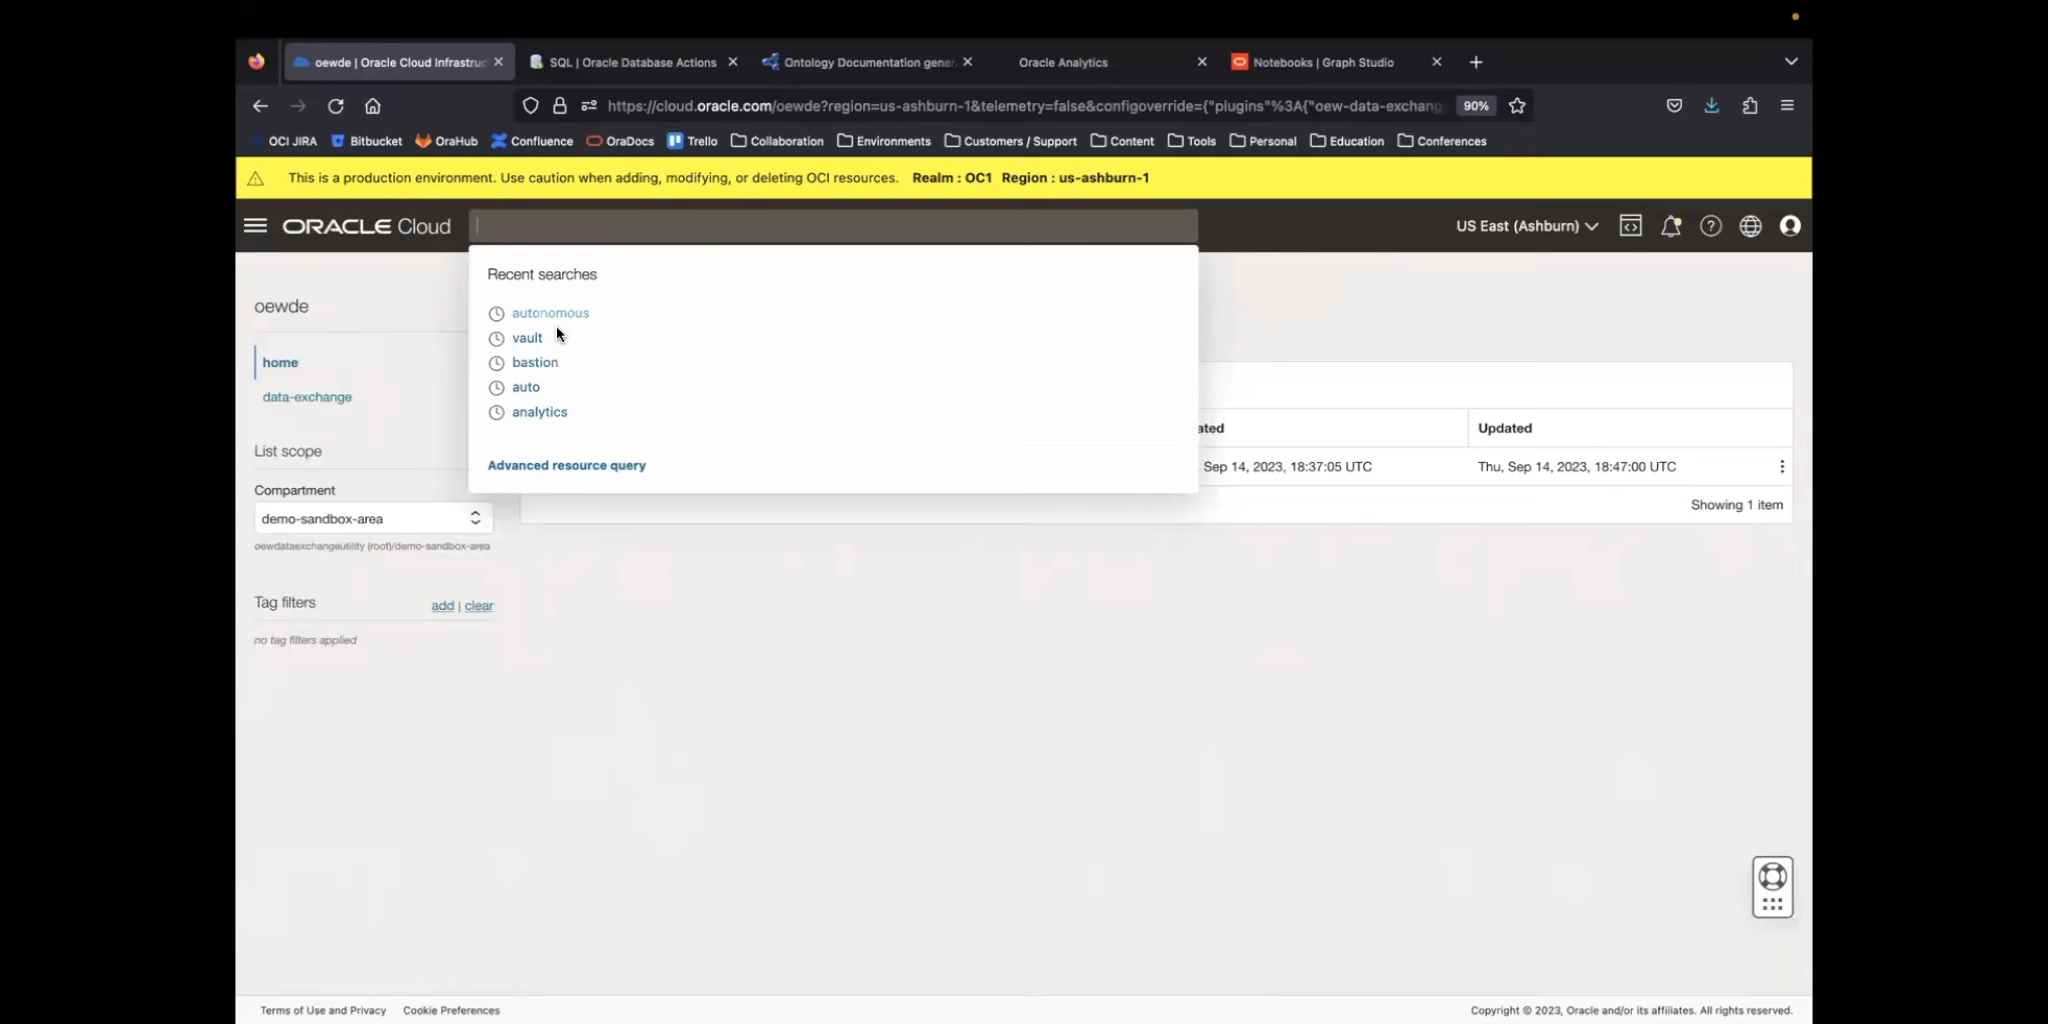 oewde | Oracle Cloud Infrastruc
SQL | Oracle Database Actions
Ontology Documentation gener
Oracle Analytics
Notebooks | Graph Studio
https://cloud.oracle.com/oewde?region=us-ashburn-1&telemetry=false&configoverride={"plugins"%3A{"oew-data-exchang
90%
OCI JIRA
Bitbucket
OraHub
Confluence
OraDocs
Trello
Collaboration
Environments
Customers / Support
Content
Tools
Personal
Education
Conferences
This is a production environment. Use caution when adding, modifying, or deleting OCI resources. Realm : OC1 Region : us-ashburn-1
ORACLE Cloud
US East (Ashburn)
oewde
home
data-exchange
List scope
Compartment
demo-sandbox-area
oewdataexchangeutility (root)/demo-sandbox-area
Tag filters
add | clear
no tag filters applied
Recent searches
autonomous
vault
bastion
auto
analytics
Advanced resource query
ated
Updated
Sep 14, 2023, 18:37:05 UTC
Thu, Sep 14, 2023, 18:47:00 UTC
Showing 1 item
Terms of Use and Privacy
Cookie Preferences
Copyright © 2023, Oracle and/or its affiliates. All rights reserved.